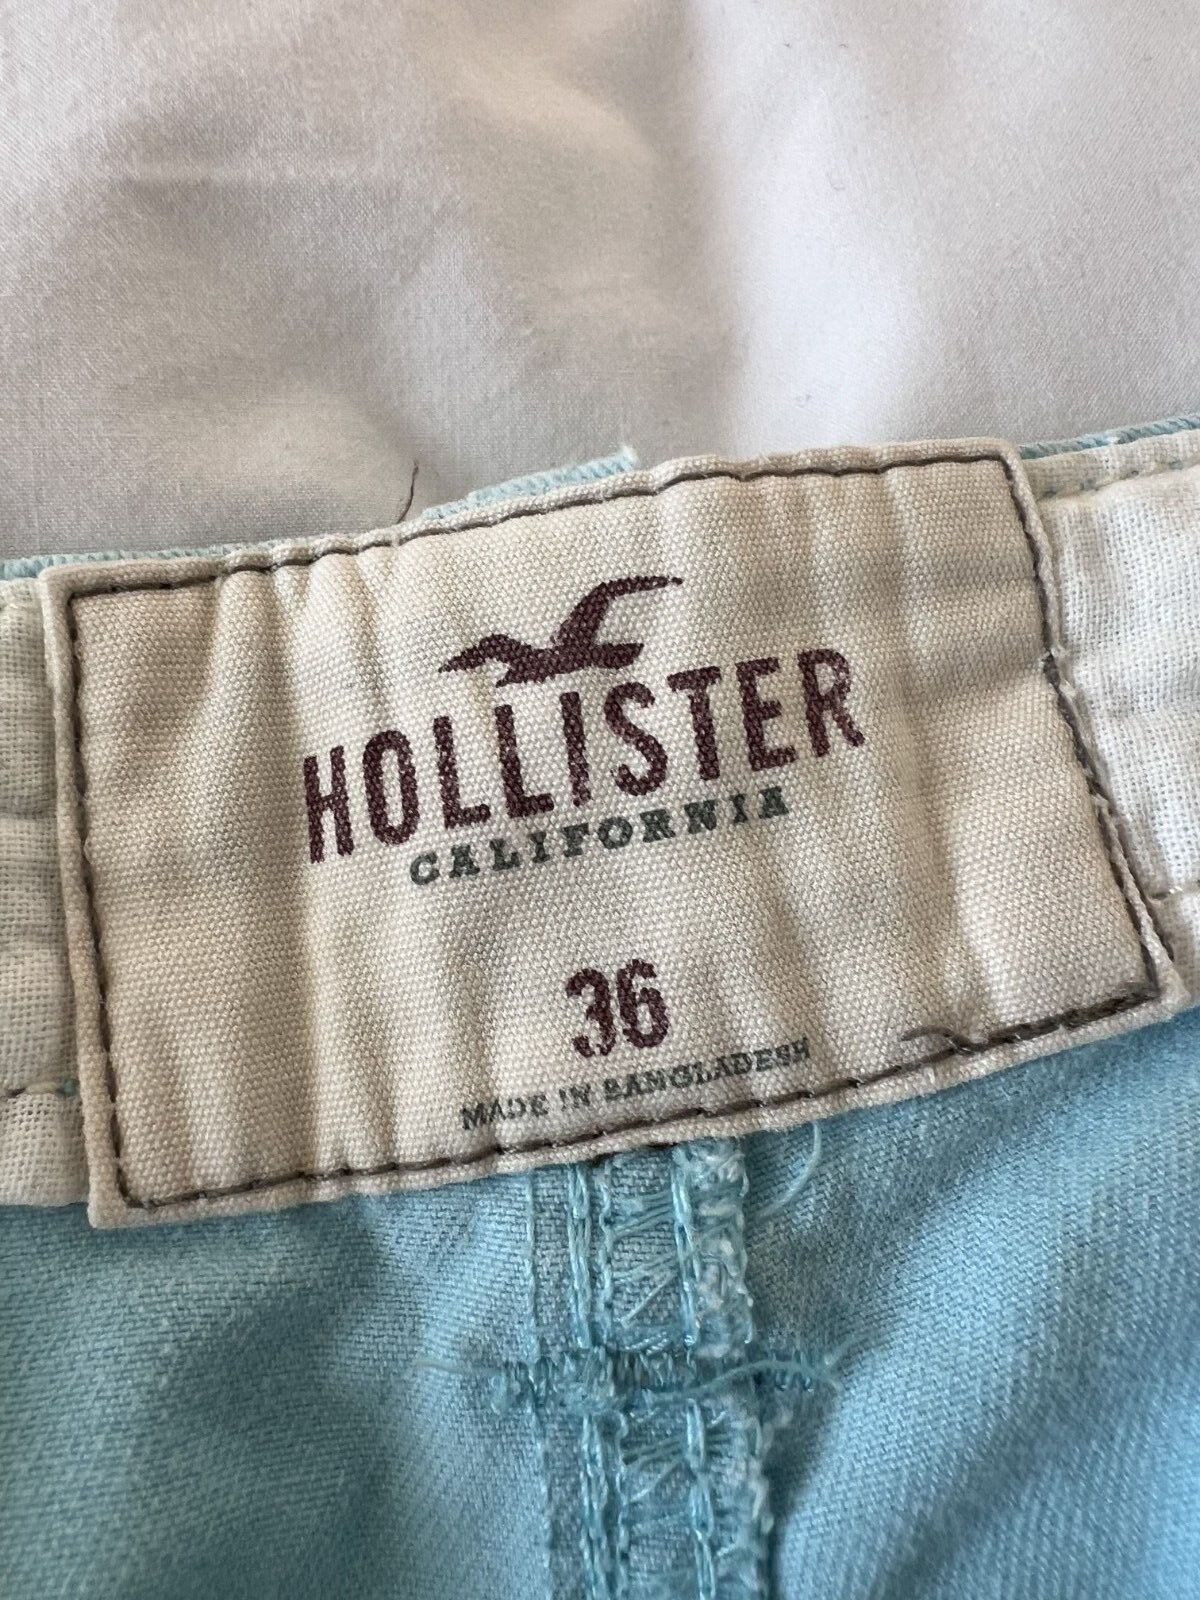 HOLLISTER
CALIFORNIA
36
MADE IN BANGLADESH